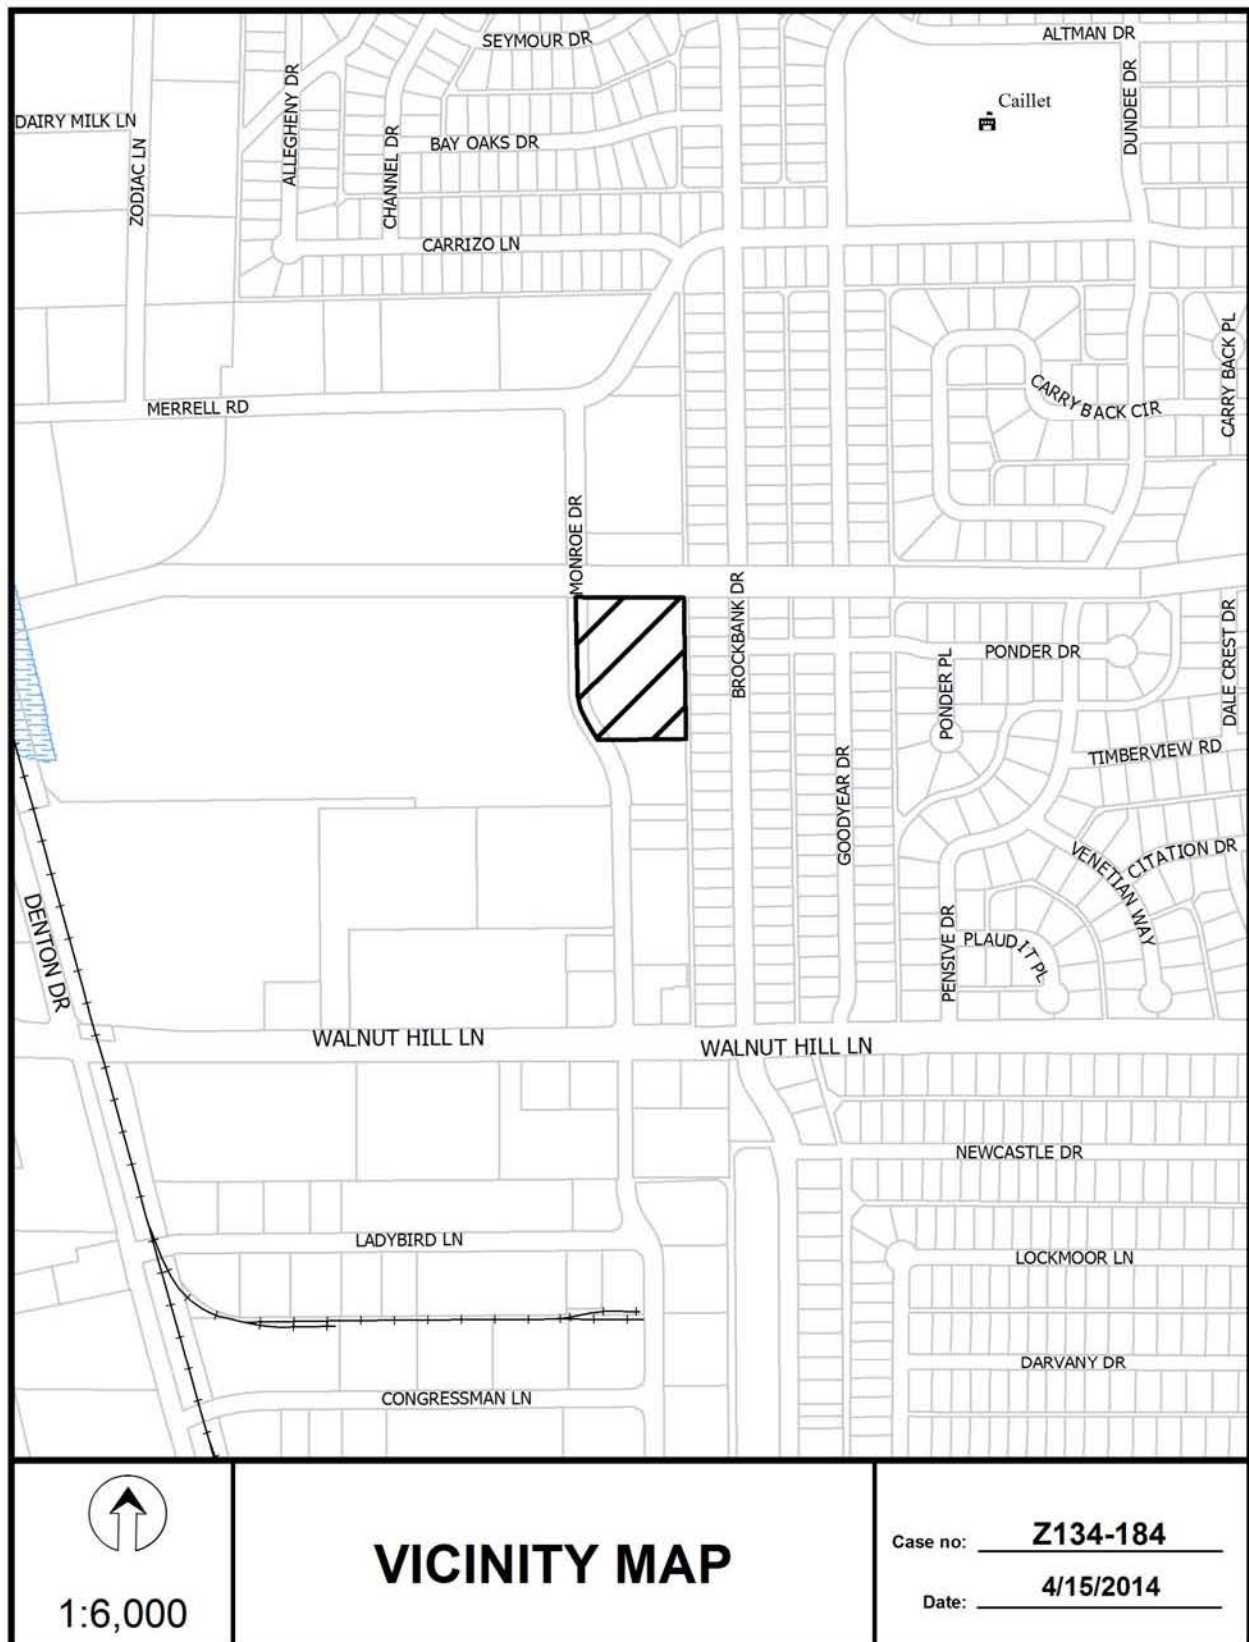 SEYMOUR DR
ALTMAN DR
Caillet
DAIRY MILK LN
ZODIAC LN
ALLEGHENY DR
CHANNEL DR
BAY OAKS DR
DUNDEE DR
CARRIZO LN
MERRELL RD
CARRY BACK CIR
CARRY BACK PL
MONROE DR
BROCKBANK DR
PONDER DR
PONDER PL
DALE CREST DR
TIMBERVIEW RD
GOODYEAR DR
VENETIAN WAY
CITATION DR
DENTON DR
PENSIVE DR
PLAUDIT PL
WALNUT HILL LN
WALNUT HILL LN
NEWCASTLE DR
LADYBIRD LN
LOCKMOOR LN
DARVANY DR
CONGRESSMAN LN
1:6,000
VICINITY MAP
Case no: Z134-184
Date: 4/15/2014